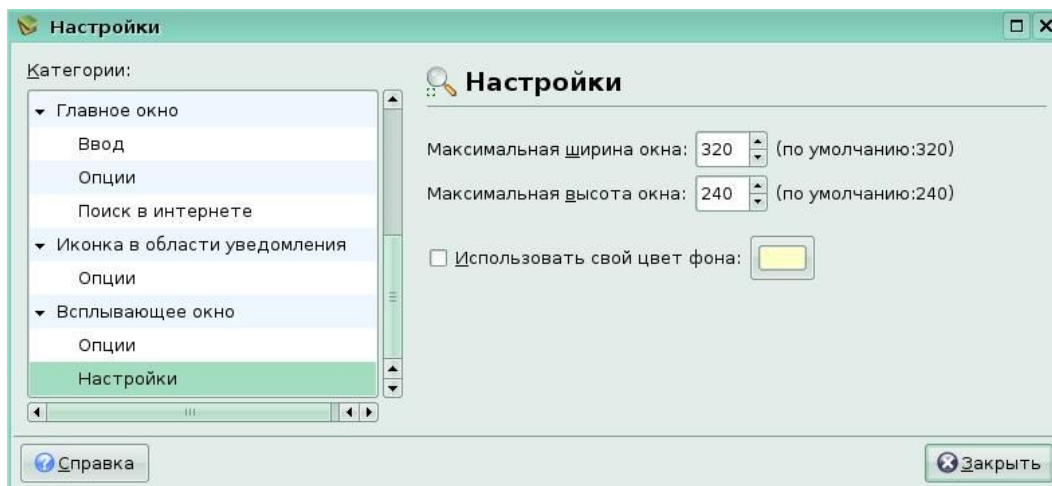 Настройки
Категории:
Главное окно
Ввод
Опции
Поиск в интернете
Иконка в области уведомления
Опции
Всплывающее окно
Опции
Настройки
Настройки
Максимальная ширина окна: 320 (по умолчанию:320)
Максимальная высота окна: 240 (по умолчанию:240)
Использовать свой цвет фона:
Справка
Закрыть